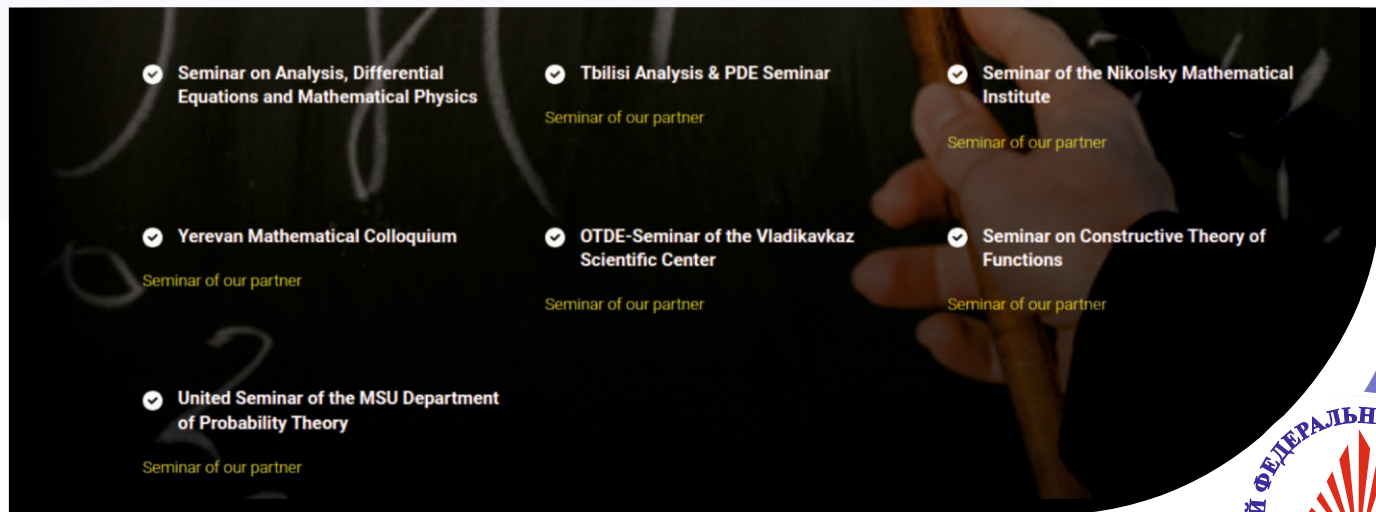 Seminar on Analysis, Differential
Equations and Mathematical Physics
Tbilisi Analysis & PDE Seminar
Seminar of our partner
Seminar of the Nikolsky Mathematical
Institute
Seminar of our partner
Yerevan Mathematical Colloquium
Seminar of our partner
OTDE-Seminar of the Vladikavkaz
Scientific Center
Seminar of our partner
Seminar on Constructive Theory of
Functions
Seminar of our partner
United Seminar of the MSU Department
of Probability Theory
Seminar of our partner
Й ФЕДЕРАЛЬН